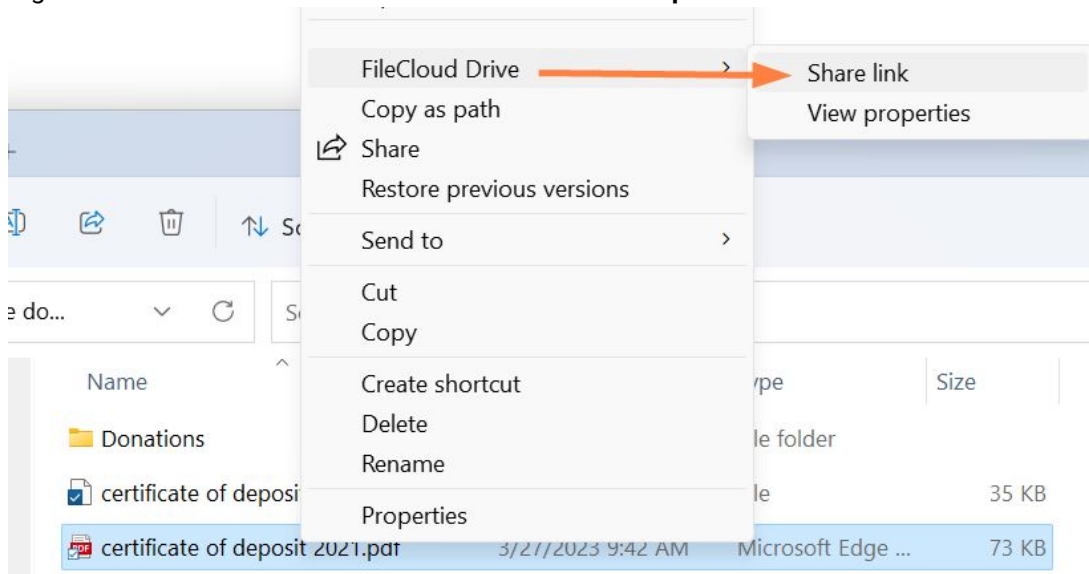 FileCloud Drive
Share link
Copy as path
View properties
Share
Restore previous versions
Send to
Cut
Copy
Create shortcut
Delete
Rename
Properties
e do...
Name Size
Donations
certificate of deposi 35 KB
certificate of deposit 2021.pdf 3/27/2023 9:42 AM Microsoft Edge ... 73 KB